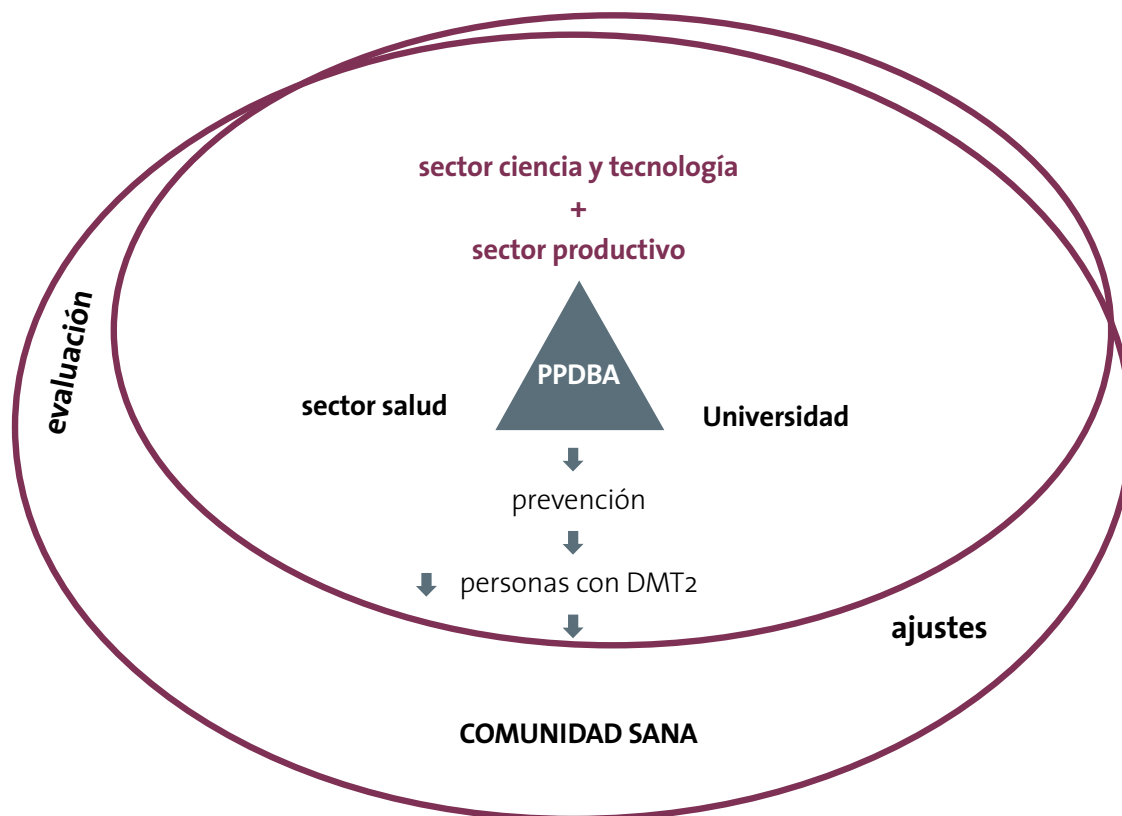 sector ciencia y tecnología
+
sector productivo
evaluación
PPDBA
sector salud
Universidad
prevención
personas con DMT2
ajustes
COMUNIDAD SANA